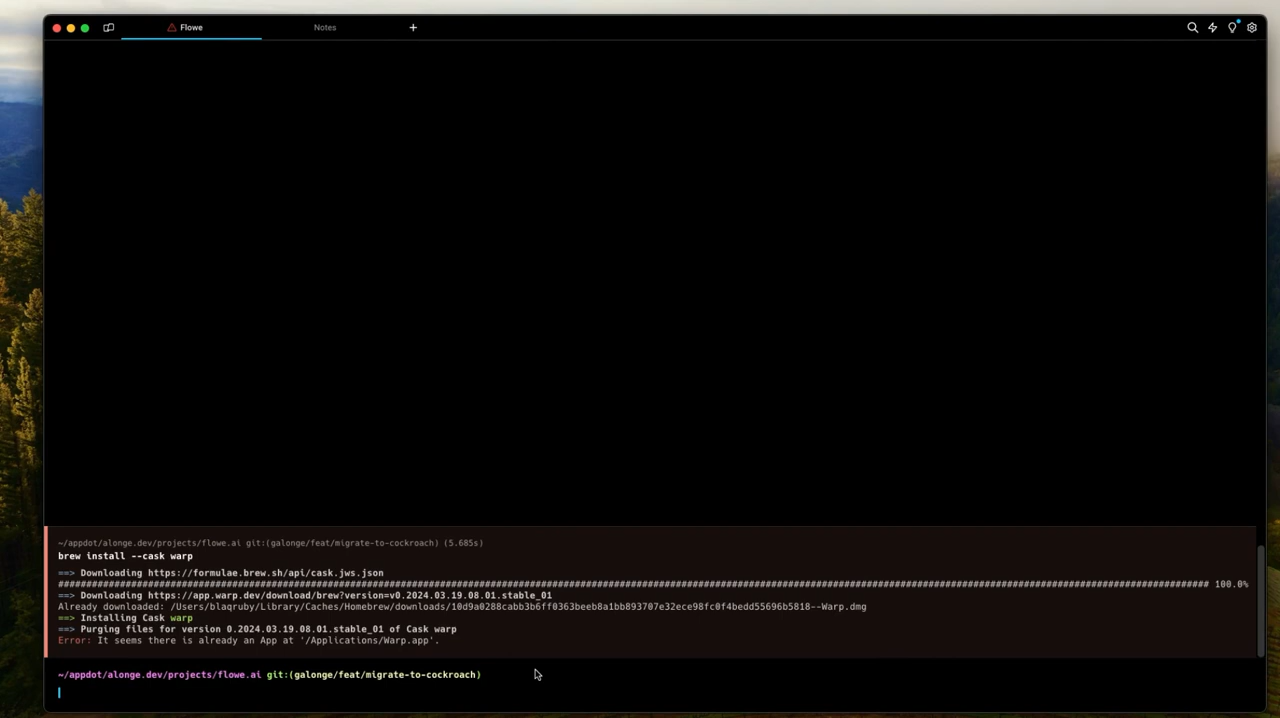 Flowe
Notes
~/appdot/alonge.dev/projects/flowe.ai git:(galonge/feat/migrate-to-cockroach) (5.685s)
brew install --cask warp
==> Downloading https://formulae.brew.sh/api/cask.jws.json
######################################################################## 100.0%
==> Downloading https://app.warp.dev/download/brew?version=v0.2024.03.19.08.01.stable_01
Already downloaded: /Users/blaqruby/Library/Caches/Homebrew/downloads/10d9a0288cabb3b6ff0363beeb8a1bb893707e32ece98fc0f4bedd55696b5818--Warp.dmg
==> Installing Cask warp
==> Purging files for version 0.2024.03.19.08.01.stable_01 of Cask warp
Error: It seems there is already an App at '/Applications/Warp.app'.
~/appdot/alonge.dev/projects/flowe.ai git:(galonge/feat/migrate-to-cockroach)